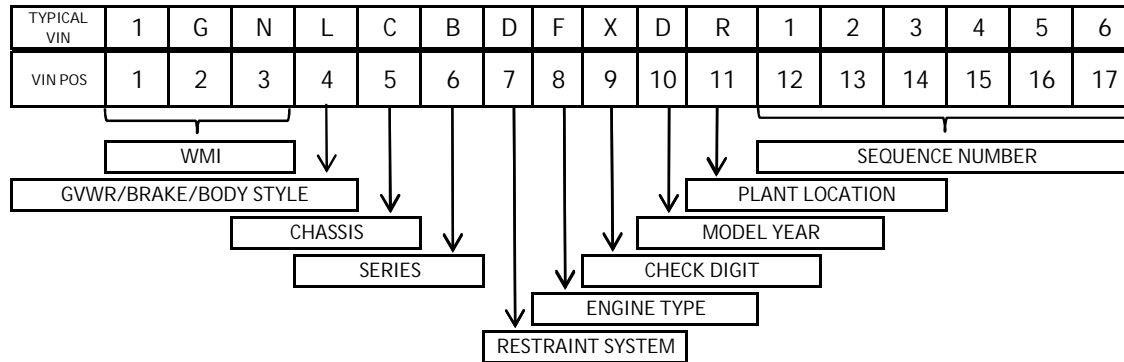 TYPICAL VIN 1 G N L C B D F X D R 1 2 3 4 5 6
VIN POS 1 2 3 4 5 6 7 8 9 10 11 12 13 14 15 16 17
WMI SEQUENCE NUMBER
GVWR/BRAKE/BODY STYLE PLANT LOCATION
CHASSIS MODEL YEAR
SERIES CHECK DIGIT
ENGINE TYPE
RESTRAINT SYSTEM